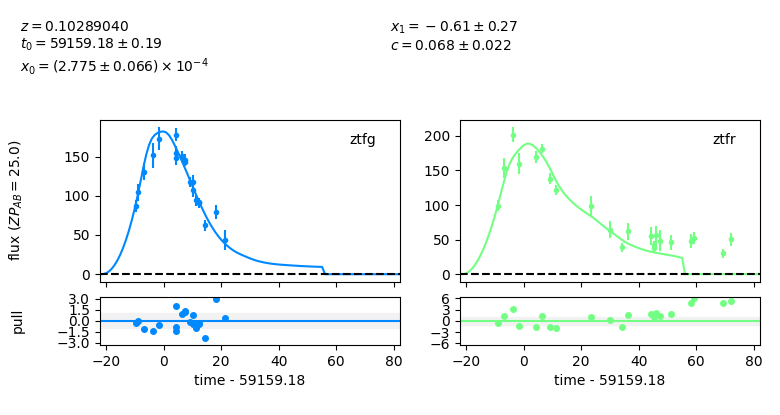 z = 0.10289040
t₀ = 59159.18 ± 0.19
x₀ = (2.775 ± 0.066) × 10⁻⁴
x₁ = −0.61 ± 0.27
c = 0.068 ± 0.022
flux (ZP_AB = 25.0)
ztfg
150
100
50
0
ztfr
200
150
100
50
0
pull
3.0
1.5
0.0
−1.5
−3.0
−20 0 20 40 60 80
time - 59159.18
6
3
0
−3
−6
−20 0 20 40 60 80
time - 59159.18